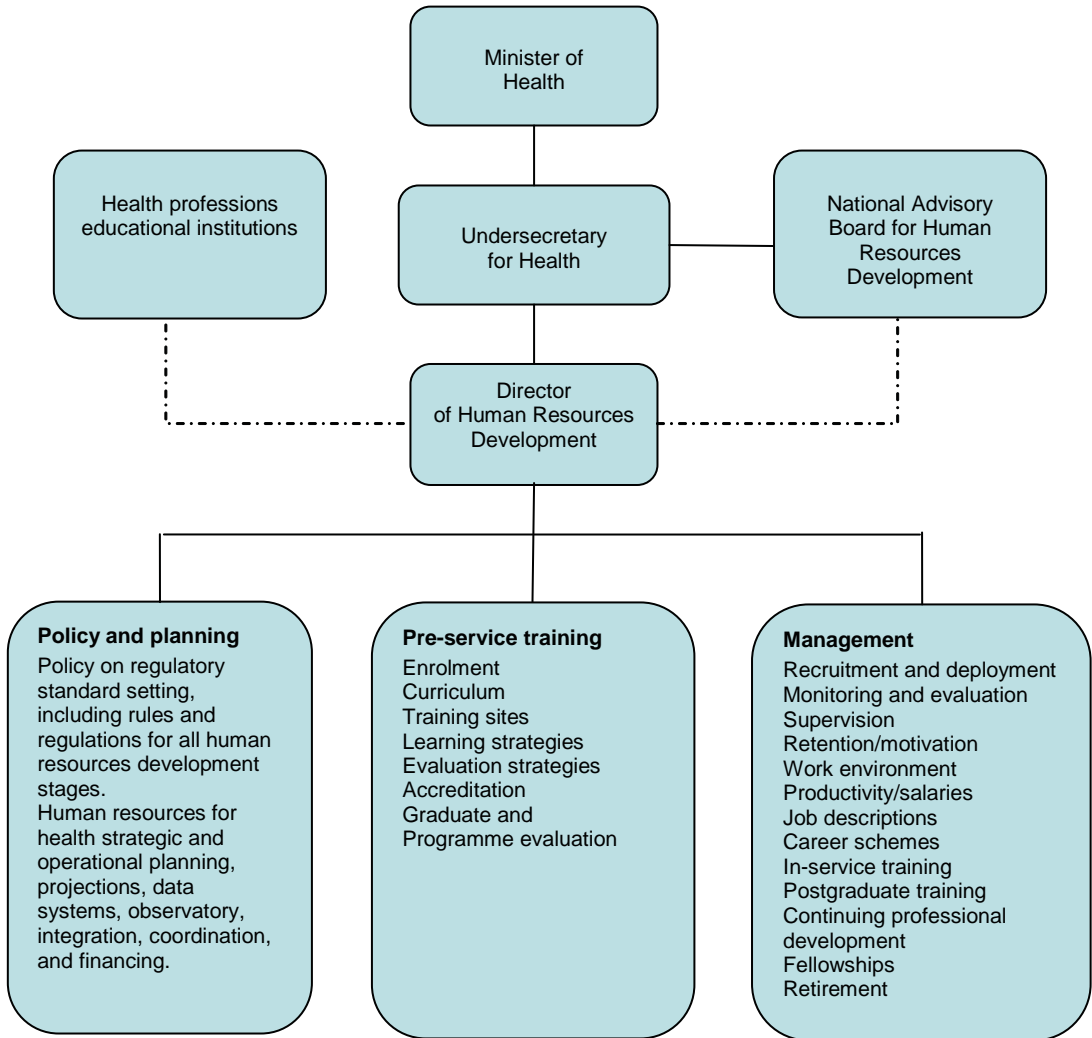 Minister of
Health
Health professions
educational institutions
Undersecretary
for Health
National Advisory
Board for Human
Resources
Development
Director
of Human Resources
Development
Policy and planning
Policy on regulatory
standard setting,
including rules and
regulations for all human
resources development
stages.
Human resources for
health strategic and
operational planning,
projections, data
systems, observatory,
integration, coordination,
and financing.
Pre-service training
Enrolment
Curriculum
Training sites
Learning strategies
Evaluation strategies
Accreditation
Graduate and
Programme evaluation
Management
Recruitment and deployment
Monitoring and evaluation
Supervision
Retention/motivation
Work environment
Productivity/salaries
Job descriptions
Career schemes
In-service training
Postgraduate training
Continuing professional
development
Fellowships
Retirement